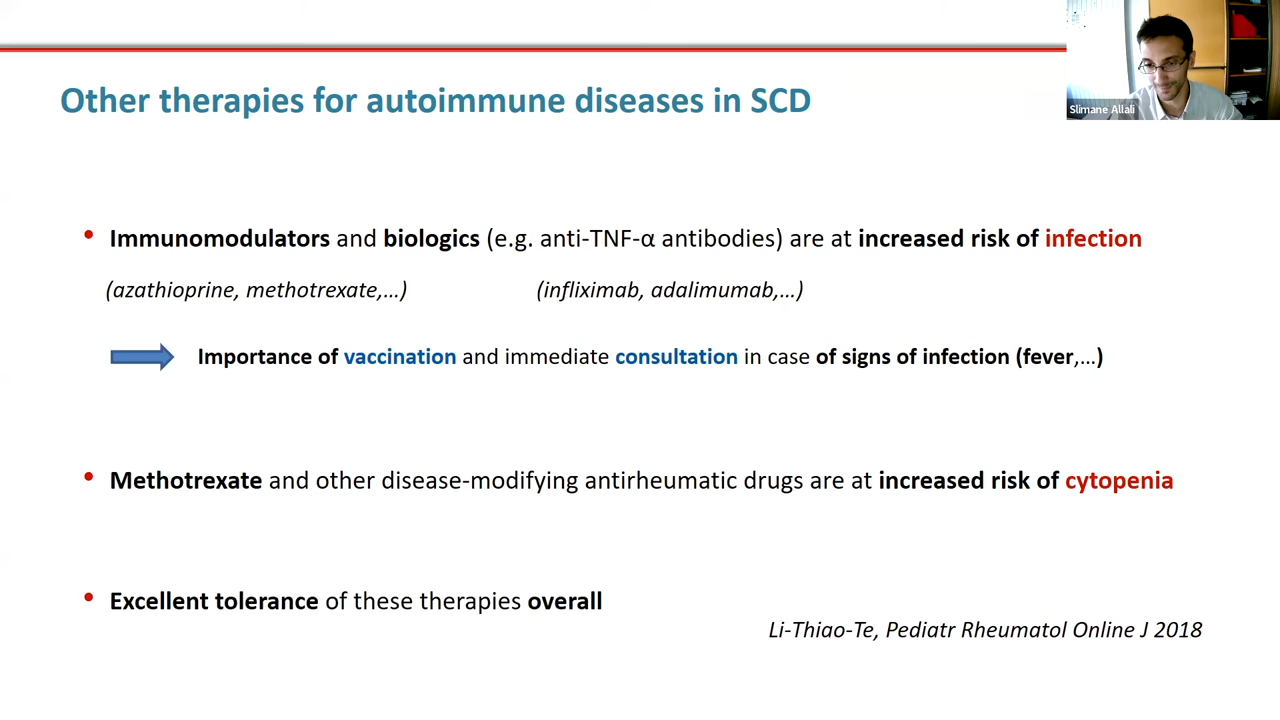 Slimane Allali
Other therapies for autoimmune diseases in SCD
• Immunomodulators and biologics (e.g. anti-TNF-α antibodies) are at increased risk of infection
(azathioprine, methotrexate,...) (infliximab, adalimumab,...)
Importance of vaccination and immediate consultation in case of signs of infection (fever,...)
• Methotrexate and other disease-modifying antirheumatic drugs are at increased risk of cytopenia
• Excellent tolerance of these therapies overall
Li-Thiao-Te, Pediatr Rheumatol Online J 2018